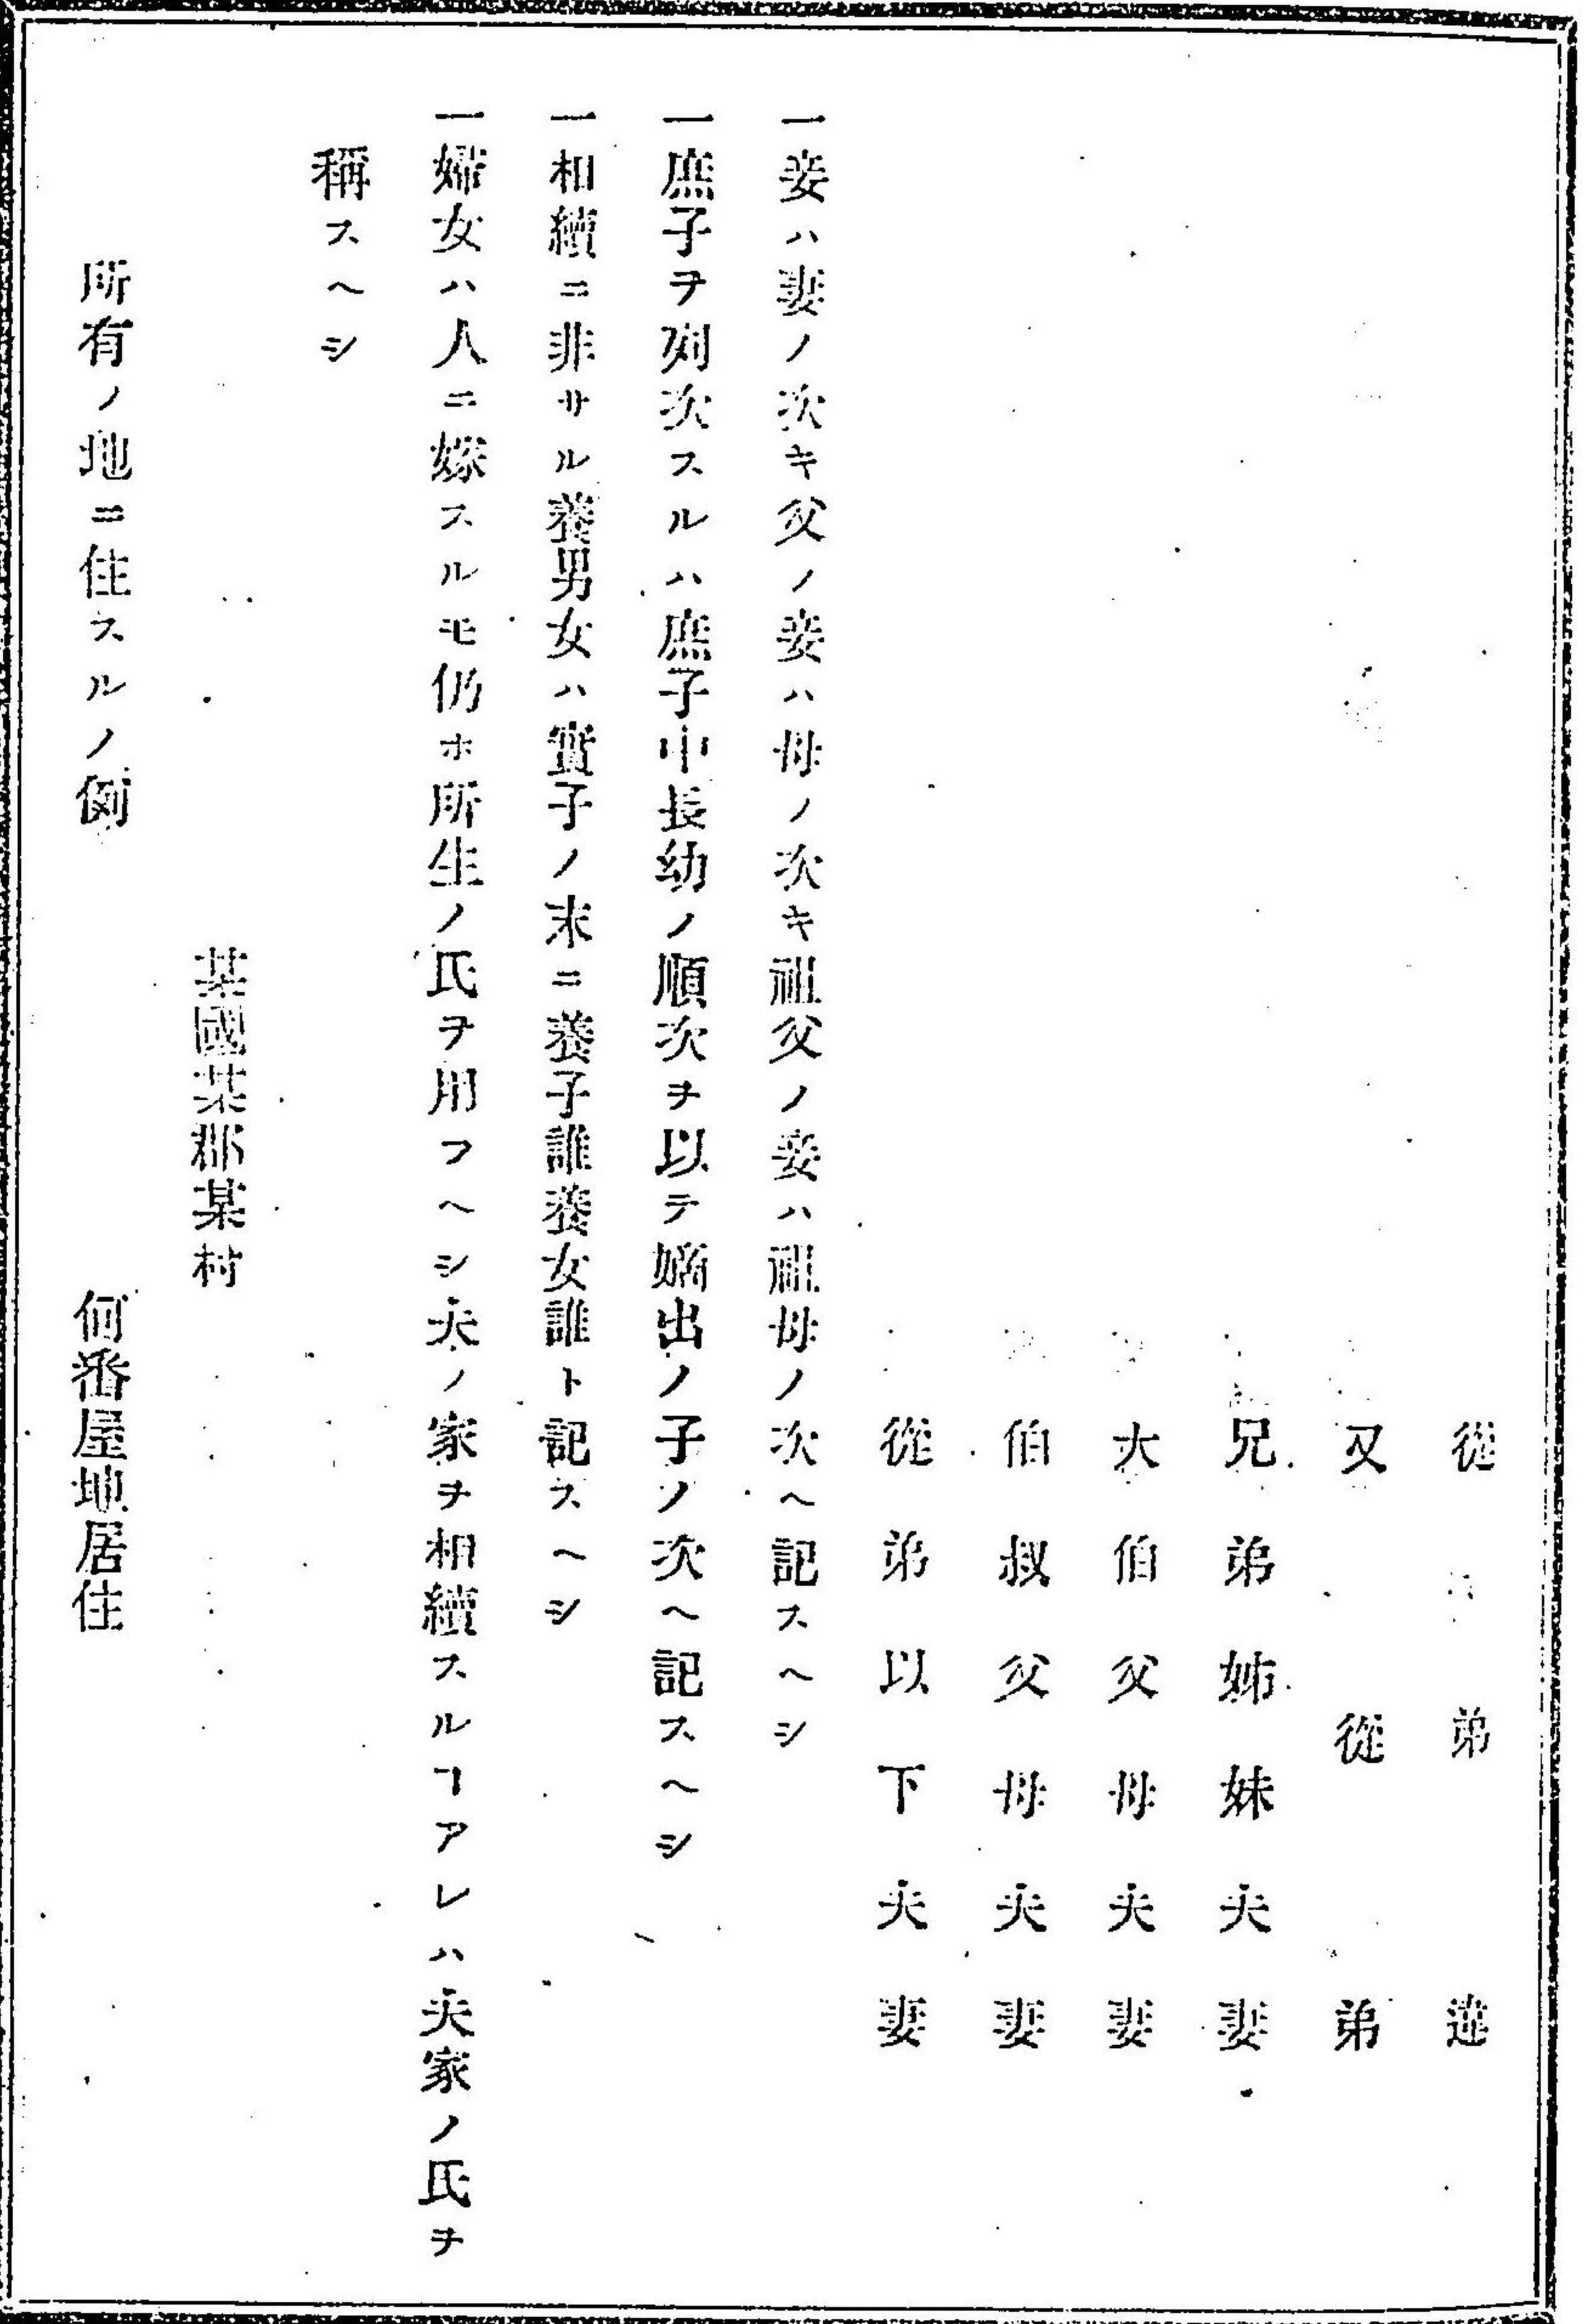 從弟違
又從弟
兄弟姉妹夫妻
大伯父母夫妻
伯叔父母夫妻
從弟以下夫妻
一妾ハ妻ノ次キ父ノ妾ハ母ノ次キ祖父ノ妾ハ祖母ノ次ヘ記スヘシ
一庶子ヲ列次スルハ庶子中長幼ノ順次ヲ以テ嫡出ノ子ノ次ヘ記スヘシ
一相續ニ非サル養男女ハ實子ノ末ニ養子誰養女誰ト記スヘシ
一婦女ハ人ニ嫁スルモ仍ホ所生ノ氏ヲ用フヘシ夫ノ家ヲ相續スルヿアレハ夫家ノ氏ヲ
稱スヘシ
某國某郡某村
所有ノ地ニ住スルノ例 何番屋地居住